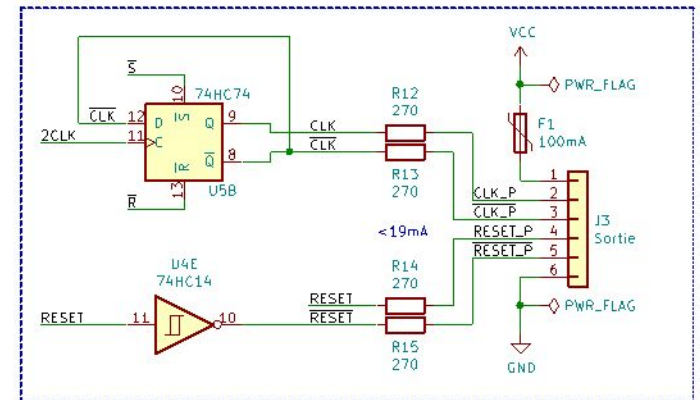 VCC
PWR_FLAG
S
10
74HC74
R12
270
CLK
12
D
S
Q
9
CLK
F1
100mA
2CLK
11
C
R
Q
8
CLK
13
U5B
R13
270
R
1
CLK_P
2
CLK_P
3
RESET_P
4
RESET_P
5
6
J3
Sortie
<19mA
U4E
74HC14
R14
270
RESET
RESET
11
10
RESET
R15
270
PWR_FLAG
GND